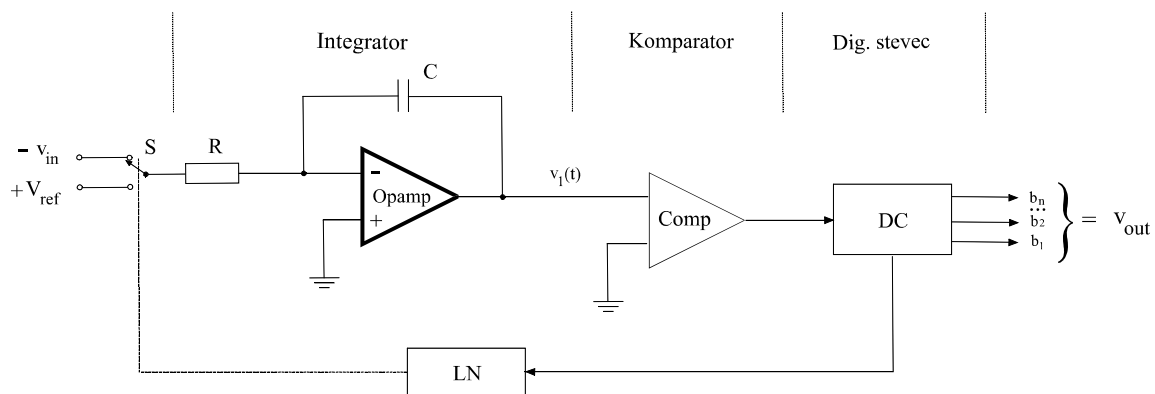 Integrator
Komparator
Dig. stevec
C
S
R
- v_in
+ V_ref
-
Opamp
+
v_1(t)
Comp
DC
b_n
...
b_2
b_1
} = v_out
LN